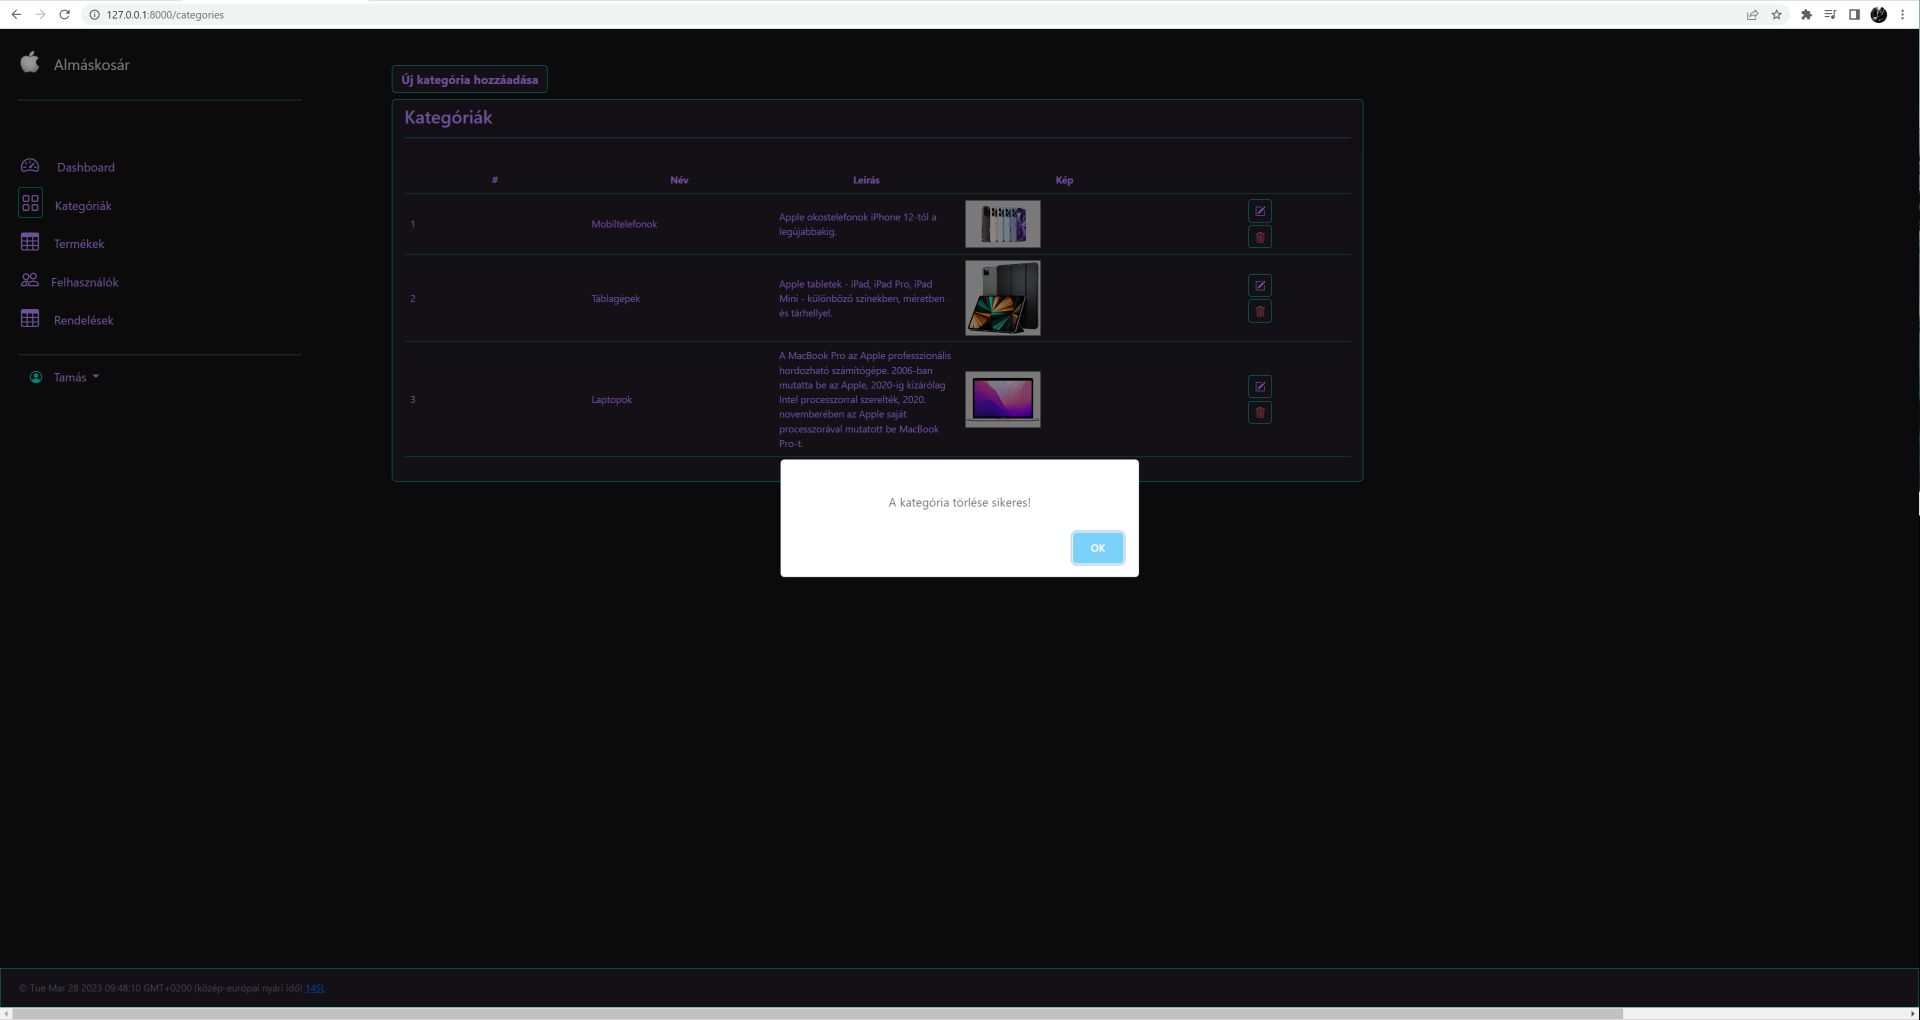 127.0.0.1:8000/categories
Almáskosár
Új kategória hozzáadása
Kategóriák
Dashboard
Kategóriák
Termékek
Felhasználók
Rendelések
Tamás
# Név Leírás Kép
1 Mobiltelefonok Apple okostelefonok iPhone 12-től a
legújabbakig.
2 Táblagépek Apple tabletek - iPad, iPad Pro, iPad
Mini - különböző színekben, méretben
és tárhellyel.
3 Laptopok A MacBook Pro az Apple professzionális
hordozható számítógépe. 2006-ban
mutatta be az Apple, 2020-ig kizárólag
Intel processzorral szerelték, 2020.
novemberében az Apple saját
processzorával mutatott be MacBook
Pro-t.
A kategória törlése sikeres!
OK
© Tue Mar 28 2023 09:48:10 GMT+0200 (közép-európai nyári idő) 14SL